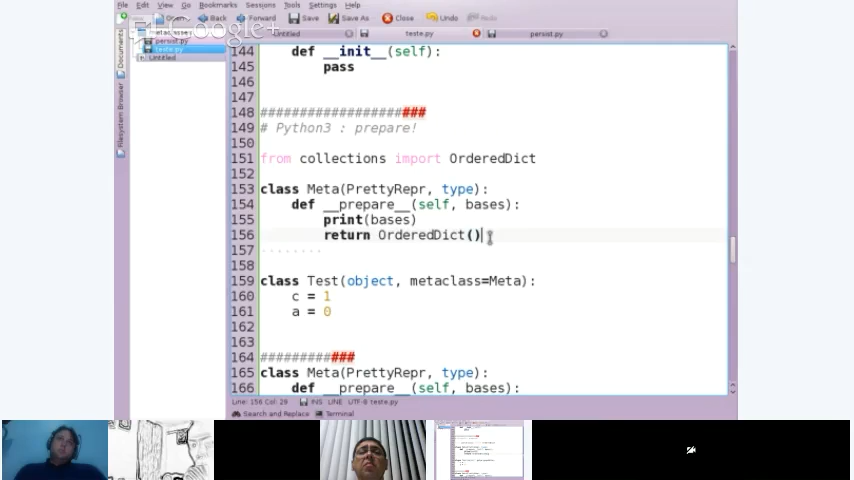 File Edit View Go Bookmarks Sessions Tools Settings Help
Open Back Forward Save Save As Close Undo Redo
Google+
Untitled teste.py persist.py
metaclasses
persist.py
teste.py
Untitled
Documents
Filesystem Browser
144 def __init__(self):
145 pass
146
147
148 #####################
149 # Python3 : prepare!
150
151 from collections import OrderedDict
152
153 class Meta(PrettyRepr, type):
154 def __prepare__(self, bases):
155 print(bases)
156 return OrderedDict()
157
158
159 class Test(object, metaclass=Meta):
160 c = 1
161 a = 0
162
163
164 ############
165 class Meta(PrettyRepr, type):
166 def __prepare__(self, bases):
Line: 156 Col: 29 INS LINE UTF-8 teste.py
Search and Replace Terminal